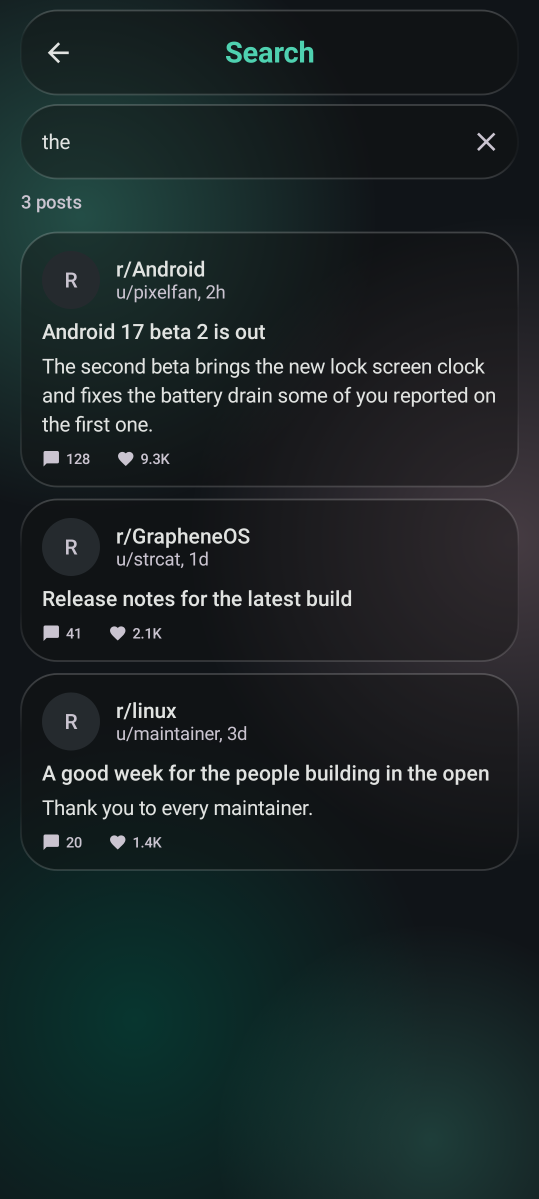 Search
the
3 posts
R
r/Android
u/pixelfan, 2h
Android 17 beta 2 is out
The second beta brings the new lock screen clock
and fixes the battery drain some of you reported on
the first one.
128 9.3K
R
r/GrapheneOS
u/strcat, 1d
Release notes for the latest build
41 2.1K
R
r/linux
u/maintainer, 3d
A good week for the people building in the open
Thank you to every maintainer.
20 1.4K